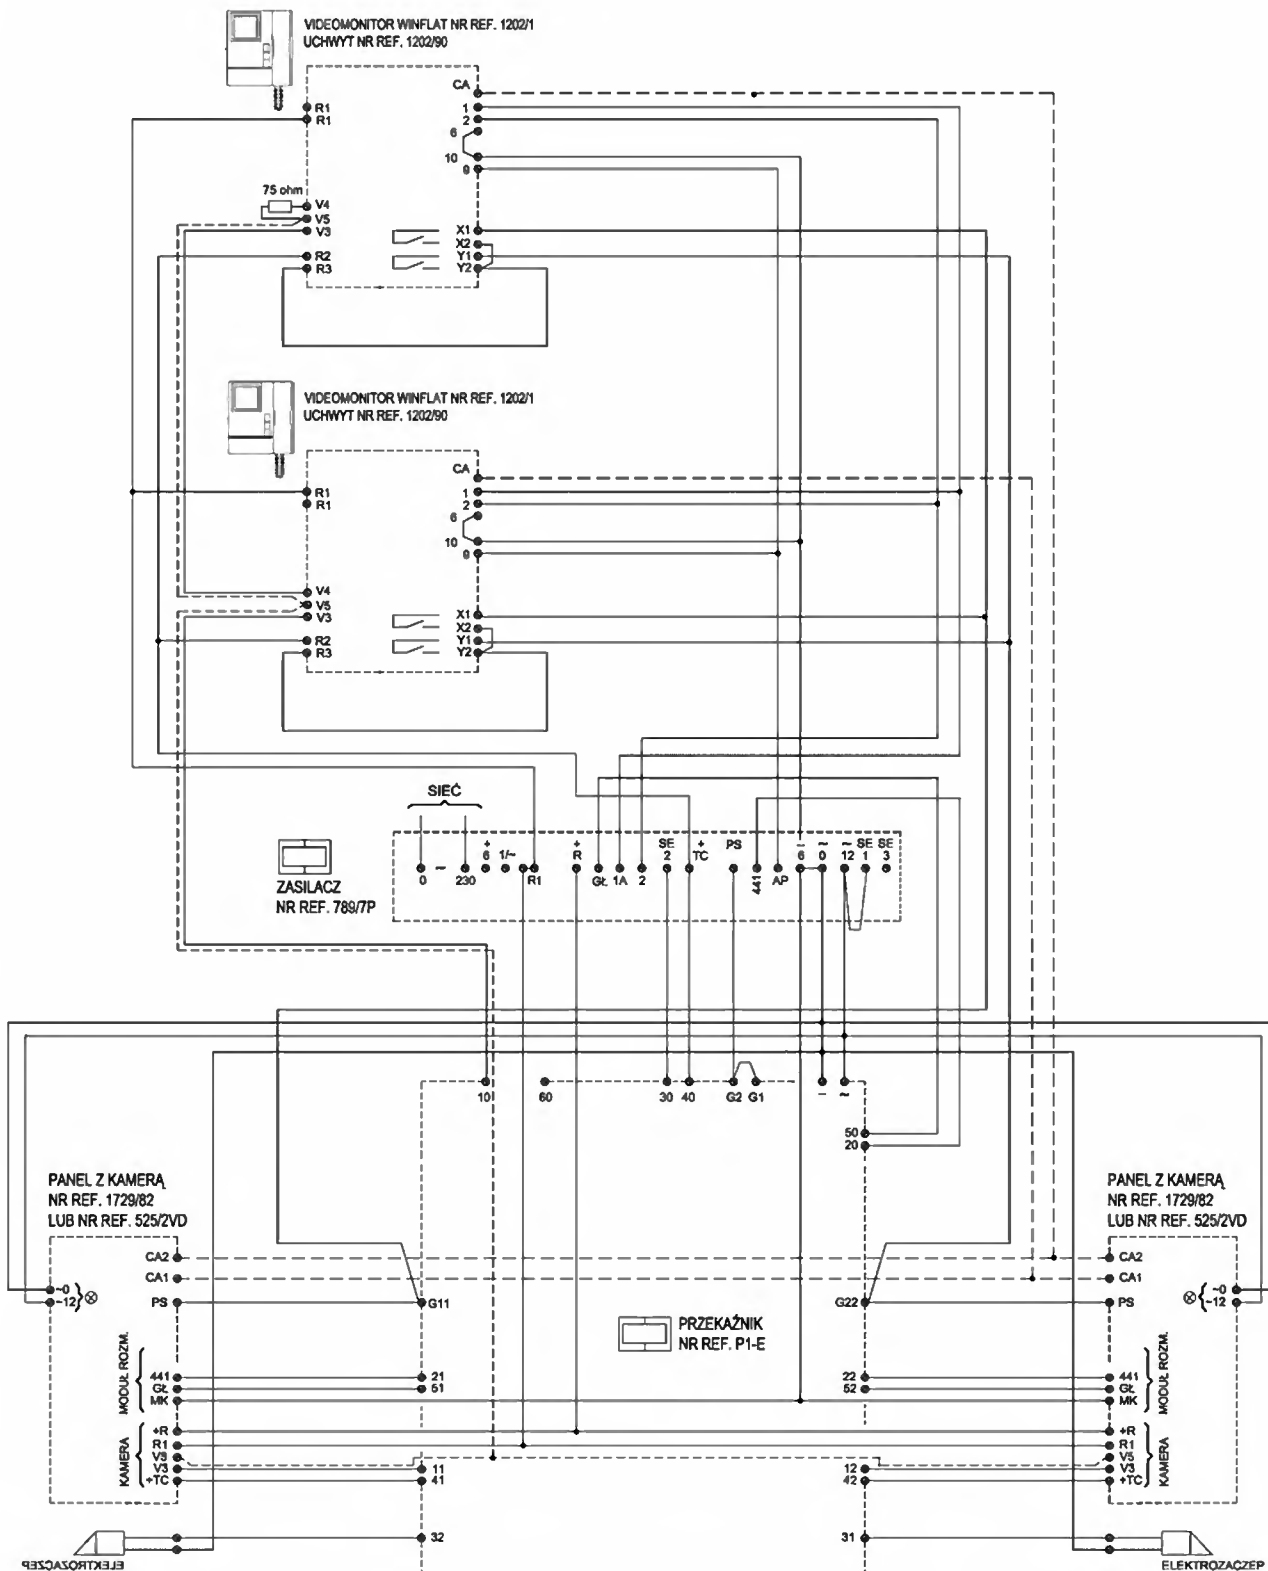 VIDEOMONITOR WINFLAT NR REF. 1202/1
UCHWYT NR REF. 1202/90
CA
R1
R1
1
2
6
10
9
75 ohm
V4
V5
V3
R2
R3
X1
X2
Y1
Y2
VIDEOMONITOR WINFLAT NR REF. 1202/1
UCHWYT NR REF. 1202/90
CA
R1
R1
1
2
6
10
9
V4
V5
V3
R2
R3
X1
X2
Y1
Y2
SIEĆ
ZASILACZ
NR REF. 789/7P
0 ~ 230 + 6 1/~ R1 + R GŁ 1A 2 SE 2 + TC PS 441 AP – 6 ~ 0 ~ 12 SE 1 SE 3
10 60 30 40 G2 G1 – ~
50
20
PANEL Z KAMERĄ
NR REF. 1729/82
LUB NR REF. 525/2VD
CA2
CA1
~0
~12
PS
MODUŁ ROZM.
441
GŁ
MK
KAMERA
+R
R1
V3
V3
+TC
G11
21
51
11
41
32
PRZEKAŹNIK
NR REF. P1-E
G22
22
52
12
42
31
PANEL Z KAMERĄ
NR REF. 1729/82
LUB NR REF. 525/2VD
CA2
CA1
~0
~12
PS
441
GŁ
MK
MODUŁ ROZM.
+R
R1
V5
V3
+TC
KAMERA
ELEKTROZACZEP
ELEKTROZACZEP